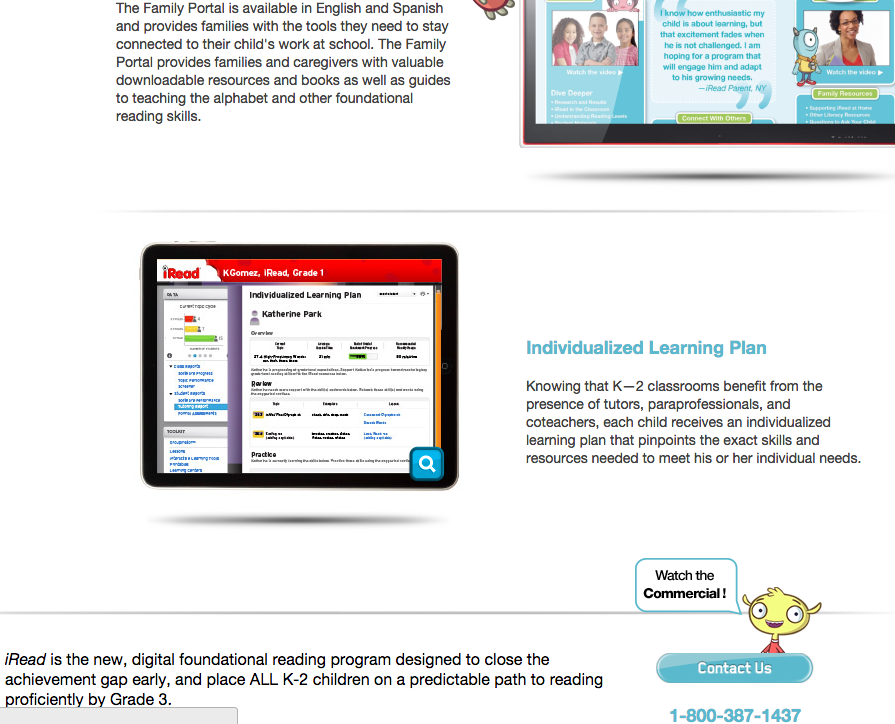 The Family Portal is available in English and Spanish
and provides families with the tools they need to stay
connected to their child's work at school. The Family
Portal provides families and caregivers with valuable
downloadable resources and books as well as guides
to teaching the alphabet and other foundational
reading skills.
I know how enthusiastic my
child is about learning, but
that excitement fades when
he is not challenged. I am
hoping for a program that
will engage him and adapt
to his growing needs.
—iRead Parent, NY
Watch the video
Watch the video
Dive Deeper
• Research and Results
• iRead in the Classroom
• Understanding Reading Levels
Connect With Others
Family Resources
• Supporting iRead at Home
• Other Literacy Resources
• Questions to Ask Your Child
iRead KGomez, iRead, Grade 1
DATA
Individualized Learning Plan
Katherine Park
Overview
Review
Practice
TOOLKIT
Individualized Learning Plan
Knowing that K—2 classrooms benefit from the
presence of tutors, paraprofessionals, and
coteachers, each child receives an individualized
learning plan that pinpoints the exact skills and
resources needed to meet his or her individual needs.
Watch the
Commercial!
iRead is the new, digital foundational reading program designed to close the
achievement gap early, and place ALL K-2 children on a predictable path to reading
proficiently by Grade 3.
Contact Us
1-800-387-1437